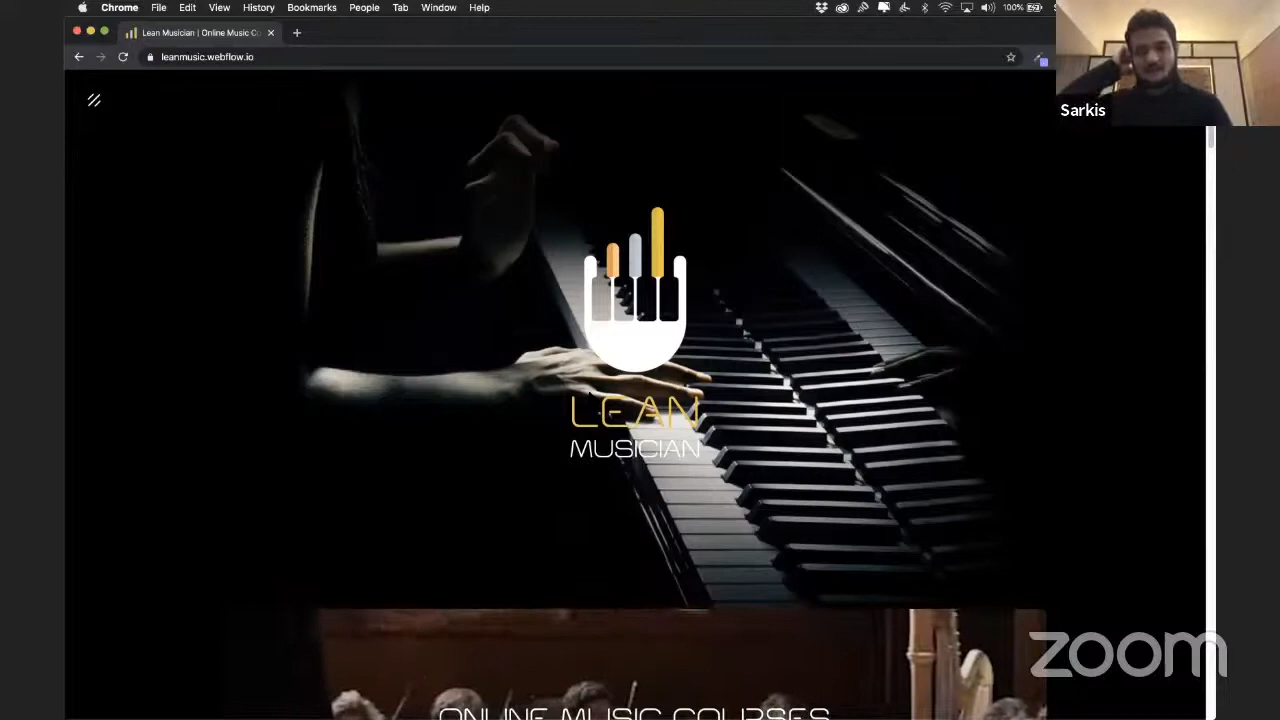 Chrome File Edit View History Bookmarks People Tab Window Help 100%
Lean Musician | Online Music Co
leanmusic.webflow.io
Sarkis
LEAN
MUSICIAN
zoom
ONLINE MUSIC COURSES